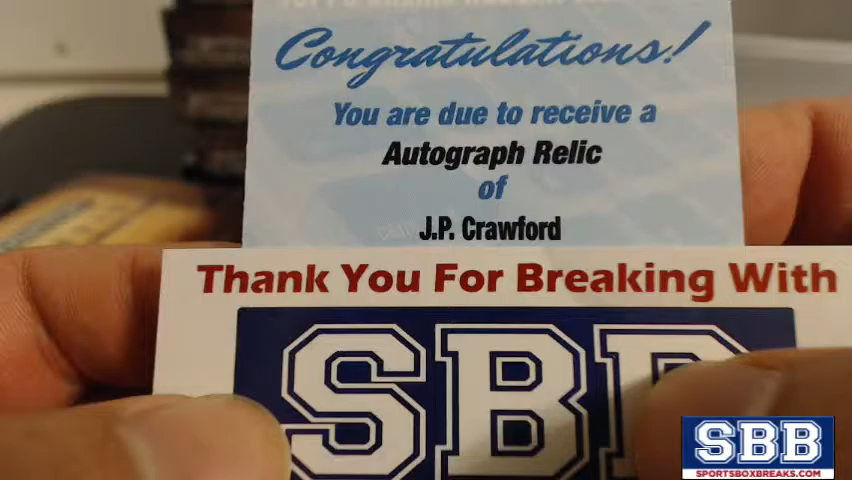 Congratulations!
You are due to receive a
Autograph Relic
of
J.P. Crawford
Thank You For Breaking With
SBB
SBB
SPORTSBOXBREAKS.COM